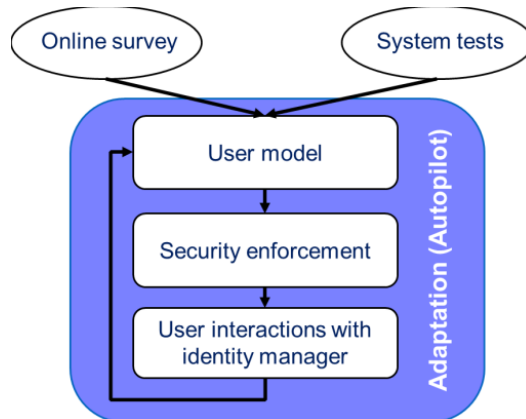 Online survey
System tests
User model
Security enforcement
User interactions with
identity manager
Adaptation (Autopilot)